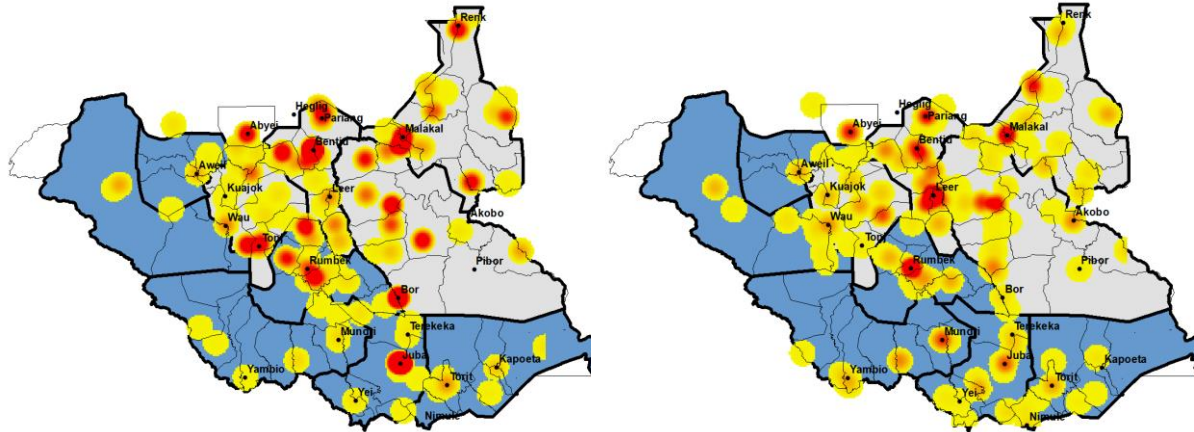 Renk
Heglig
Pariang
Abyei
Malakal
Bentiu
Aweil
Kuajok
Leer
Wau
Akobo
Tonj
Rumbek
Pibor
Bor
Mundri
Terekeka
Juba
Kapoeta
Yambio
Torit
Yei
Nimule
Renk
Heglig
Pariang
Abyei
Malakal
Bentiu
Aweil
Kuajok
Leer
Wau
Akobo
Tonj
Rumbek
Pibor
Bor
Mundri
Terekeka
Juba
Kapoeta
Yambio
Torit
Yei
Nimule